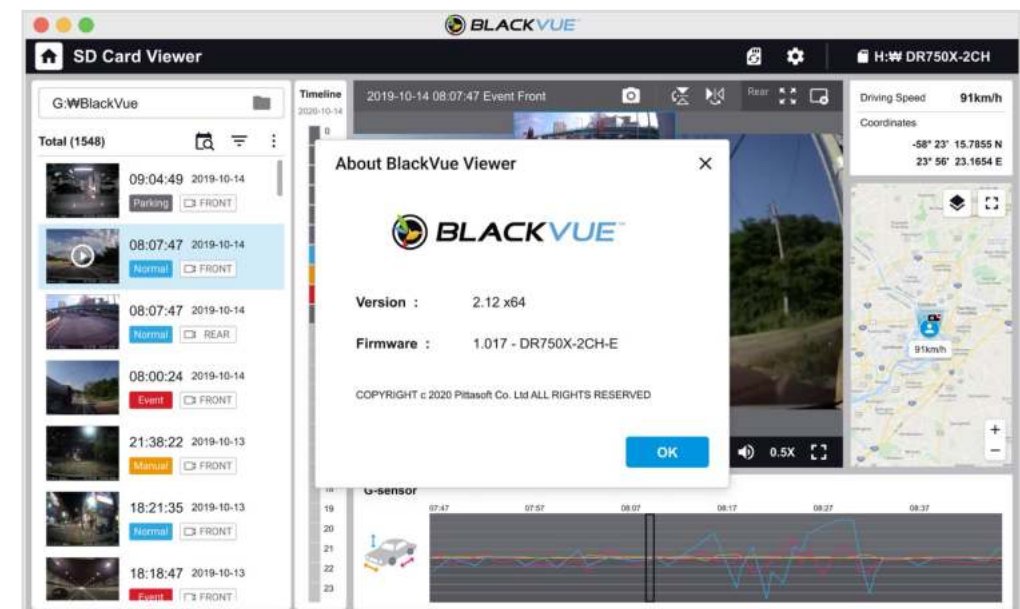 BLACKVUE
SD Card Viewer
H:₩ DR750X-2CH
G:₩BlackVue
Total (1548)
09:04:49 2019-10-14
Parking FRONT
08:07:47 2019-10-14
Normal FRONT
08:07:47 2019-10-14
Normal REAR
08:00:24 2019-10-14
Event FRONT
21:38:22 2019-10-13
Manual FRONT
18:21:35 2019-10-13
Normal FRONT
18:18:47 2019-10-13
Event FRONT
Timeline
2020-10-14
0
19
20
21
22
23
2019-10-14 08:07:47 Event Front
Rear
About BlackVue Viewer
BLACKVUE™
Version : 2.12 x64
Firmware : 1.017 - DR750X-2CH-E
COPYRIGHT c 2020 Pittasoft Co. Ltd ALL RIGHTS RESERVED
OK
0.5X
Driving Speed 91km/h
Coordinates
-58° 23' 15.7855 N
23° 56' 23.1654 E
91km/h
+
−
G-sensor
07:47 07:57 08:07 08:17 08:27 08:37